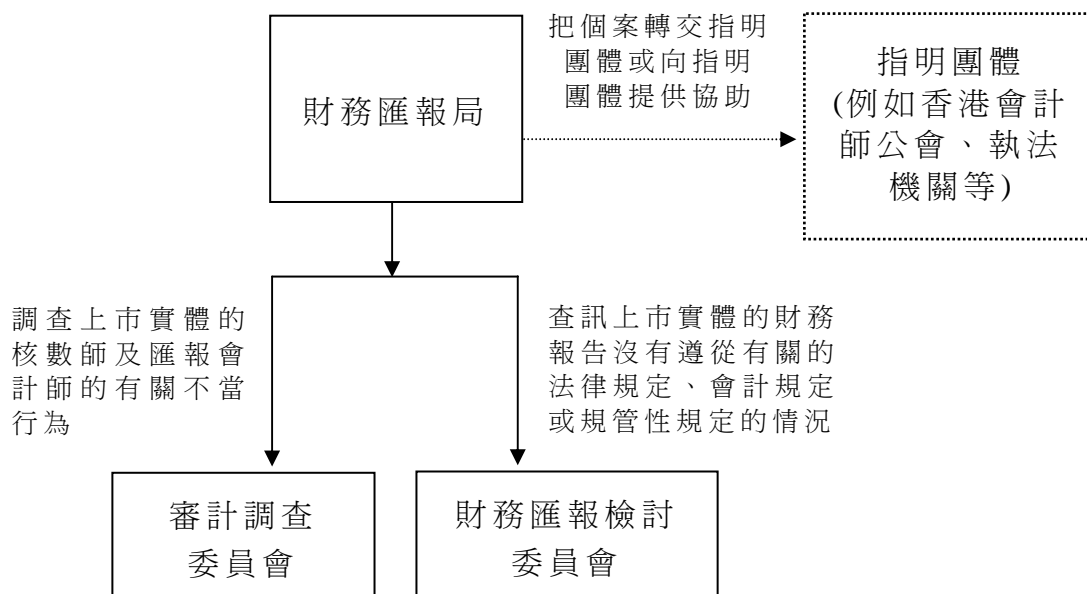 財務匯報局
把個案轉交指明
團體或向指明
團體提供協助
指明團體
(例如香港會計
師公會、執法
機關等)
調查上市實體的
核數師及匯報會
計師的有關不當
行為
查訊上市實體的財務
報告沒有遵從有關的
法律規定、會計規定
或規管性規定的情況
審計調查
委員會
財務匯報檢討
委員會